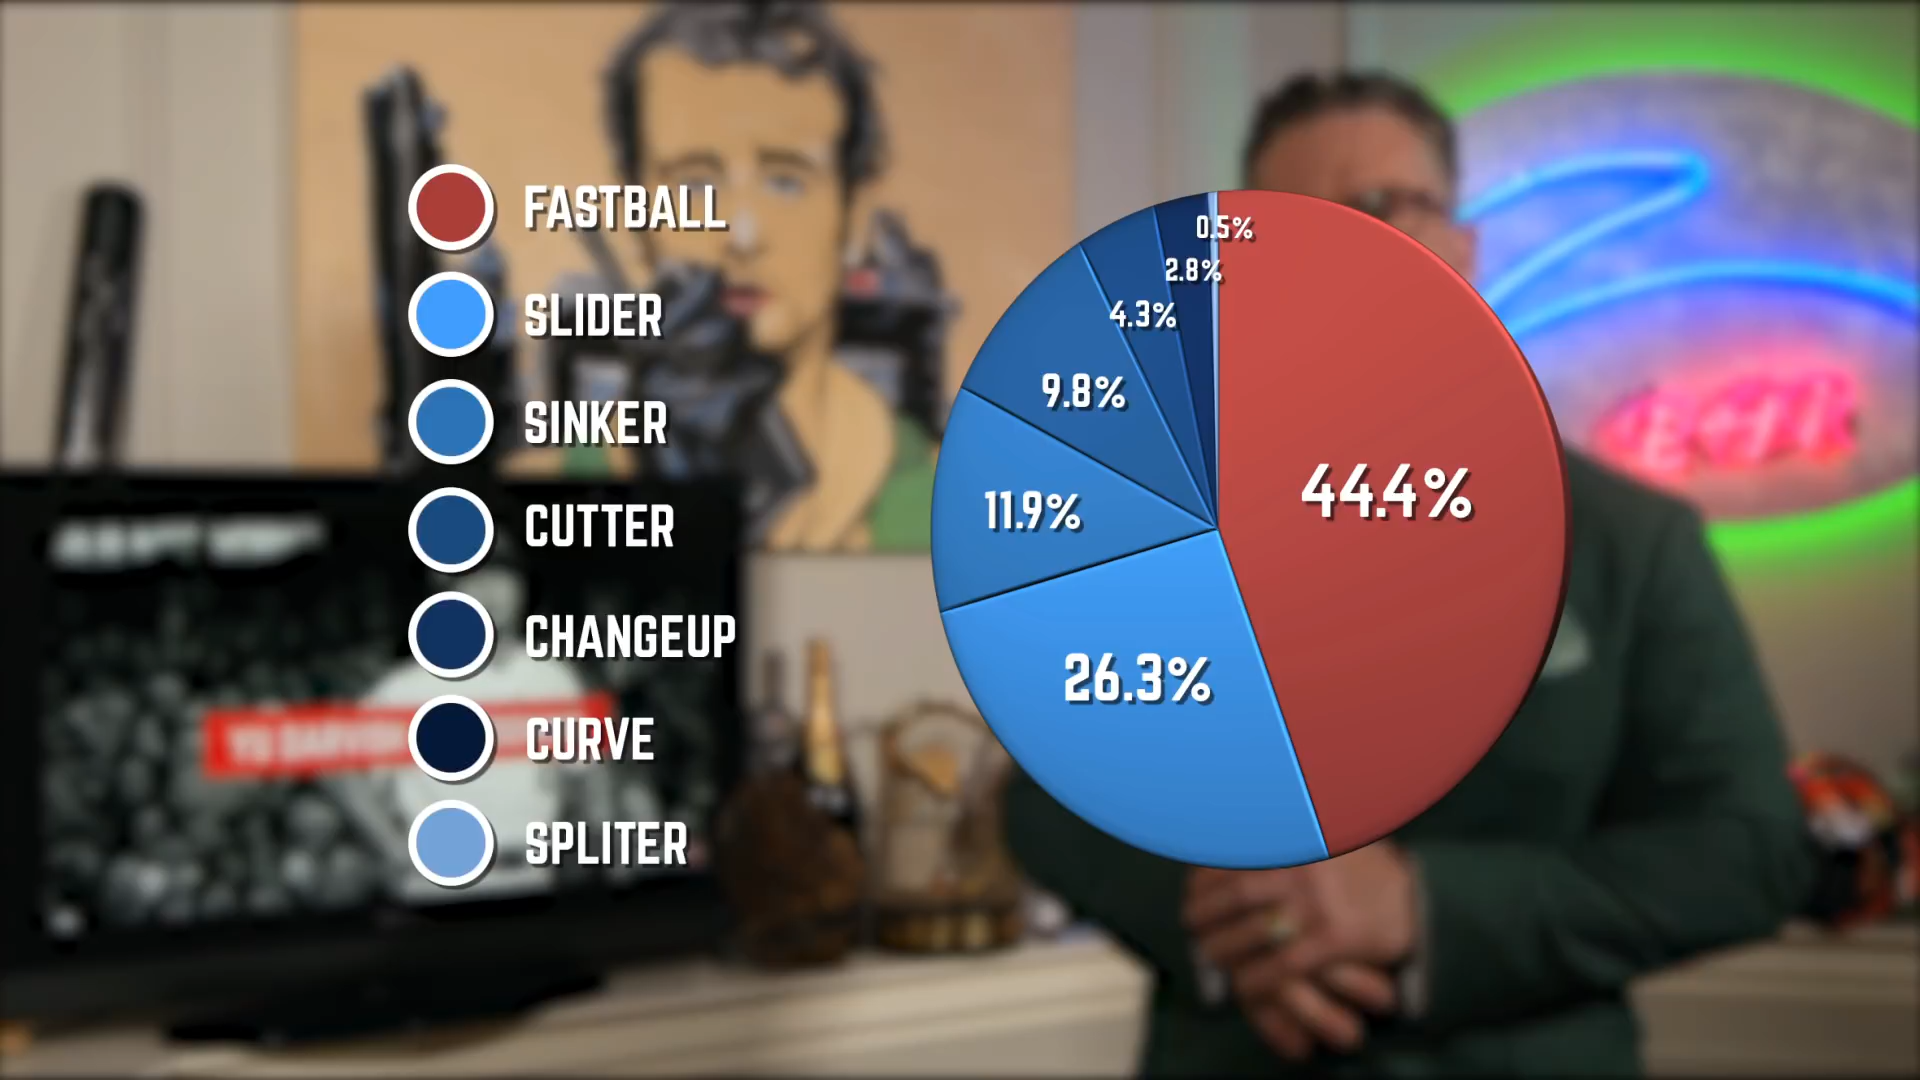 FASTBALL
SLIDER
SINKER
CUTTER
CHANGEUP
CURVE
SPLITER
0.5%
2.8%
4.3%
9.8%
11.9%
44.4%
26.3%